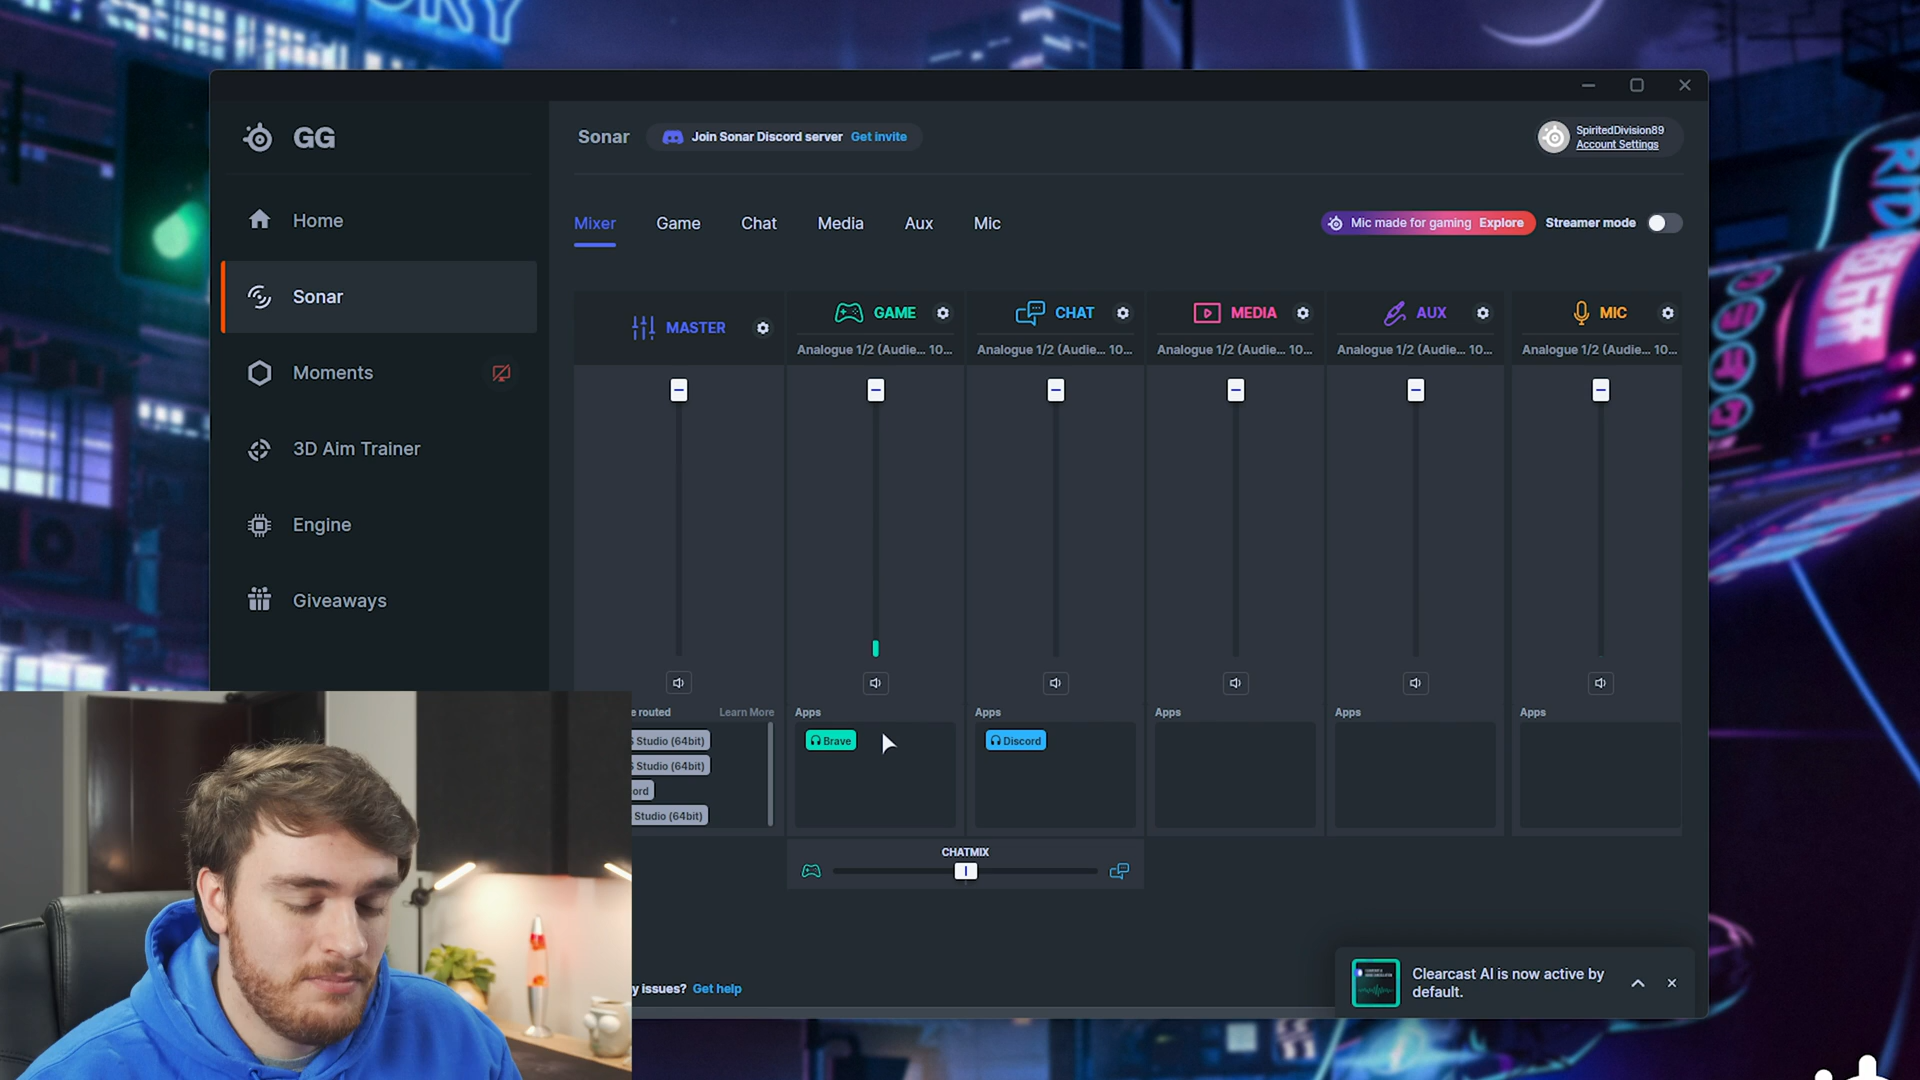 GG
Sonar
Join Sonar Discord server Get invite
SpiritedDivision89
Account Settings
Home
Sonar
Moments
3D Aim Trainer
Engine
Giveaways
Mixer
Game
Chat
Media
Aux
Mic
Mic made for gaming Explore
Streamer mode
MASTER
GAME
CHAT
MEDIA
AUX
MIC
Analogue 1/2 (Audie... 10...
Analogue 1/2 (Audie... 10...
Analogue 1/2 (Audie... 10...
Analogue 1/2 (Audie... 10...
Analogue 1/2 (Audie... 10...
e routed
Learn More
Apps
Apps
Apps
Apps
Apps
Studio (64bit)
Studio (64bit)
ord
Studio (64bit)
Brave
Discord
CHATMIX
y issues? Get help
Clearcast AI is now active by
default.